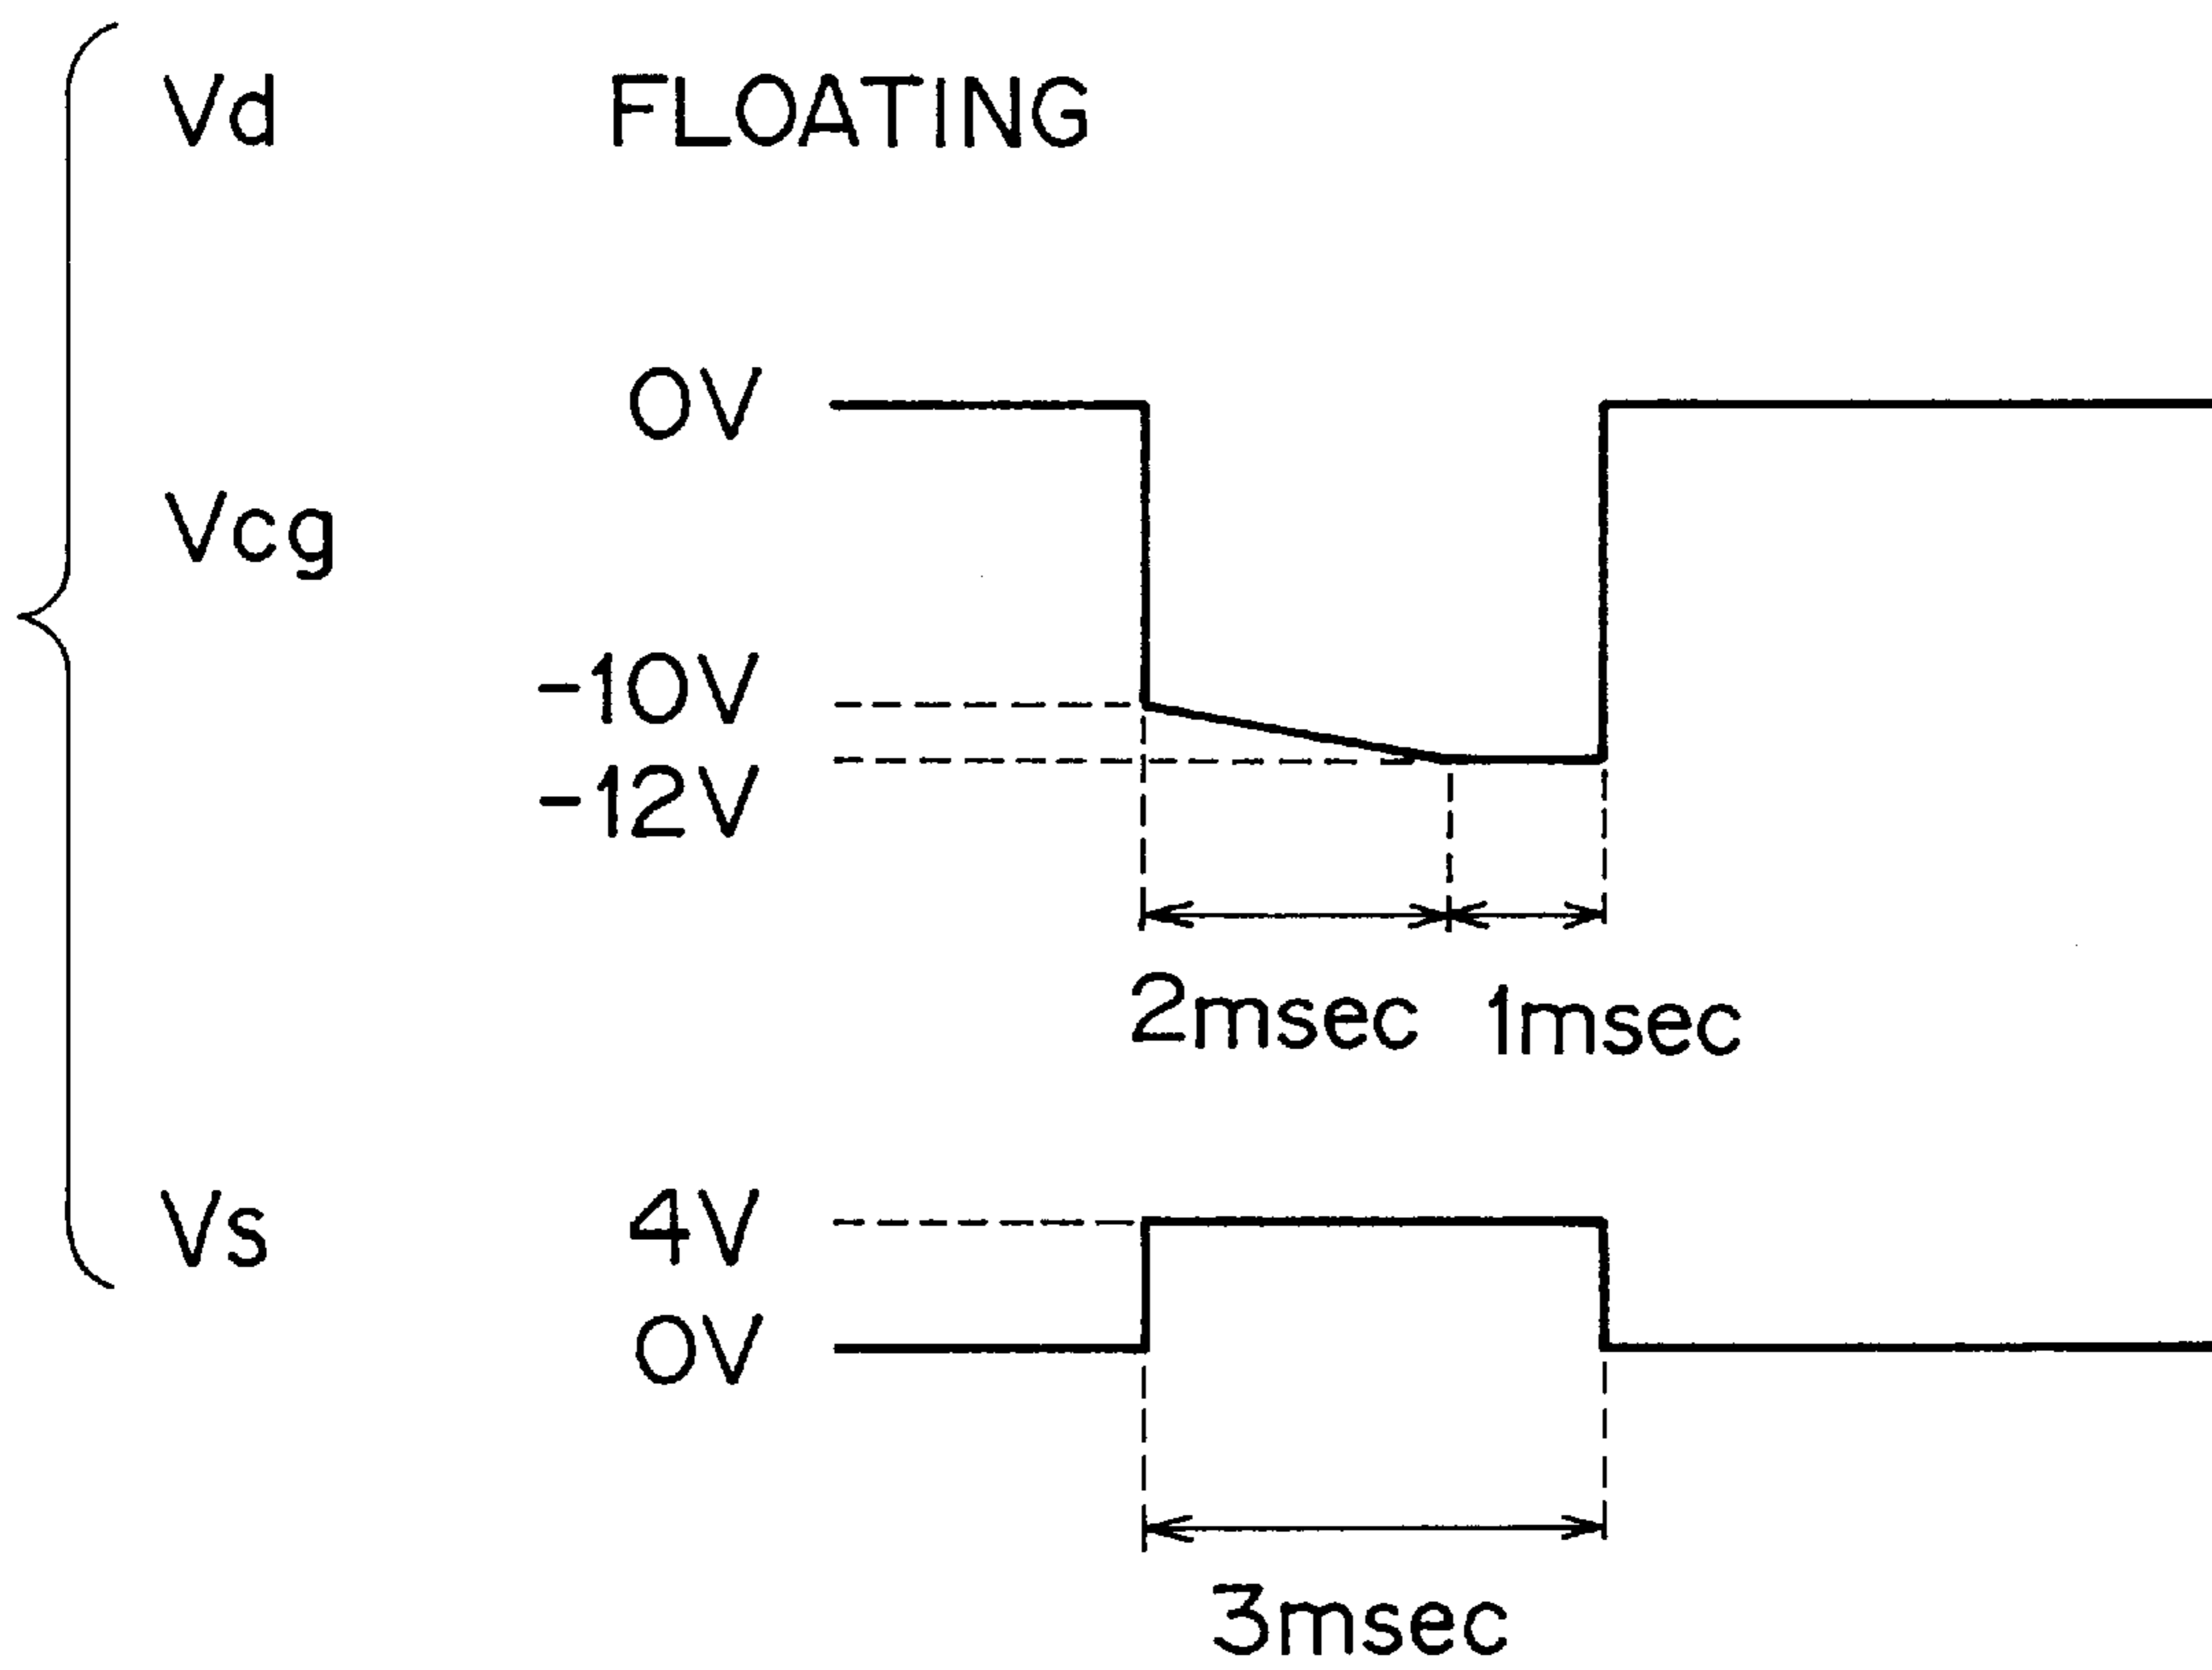 Vd FLOATING
0V
Vcg
-10V
-12V
2msec 1msec
Vs 4V
0V
3msec